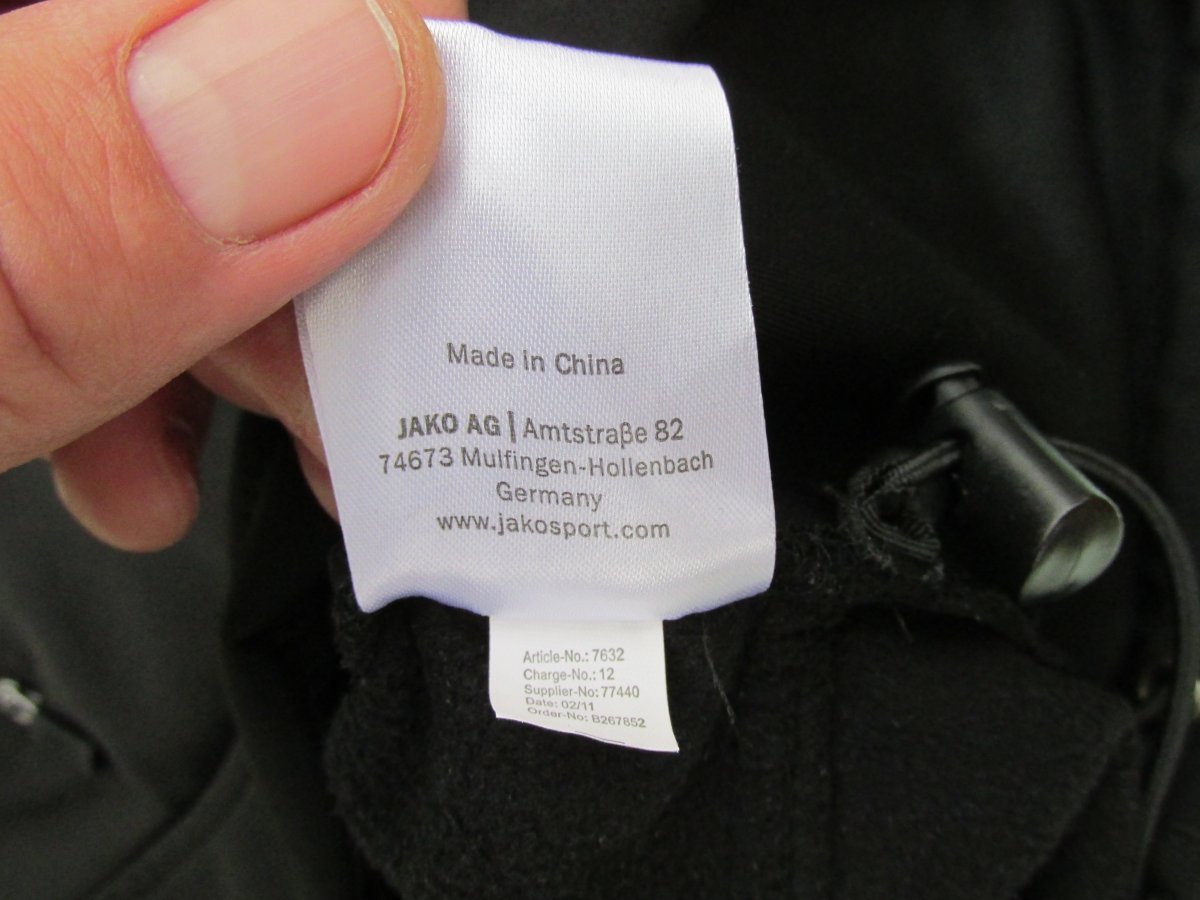 Made in China
JAKO AG | Amtstraße 82
74673 Mulfingen-Hollenbach
Germany
www.jakosport.com
Article-No.: 7632
Charge-No.: 12
Supplier-No: 77440
Date: 02/11
Order-No: B267852